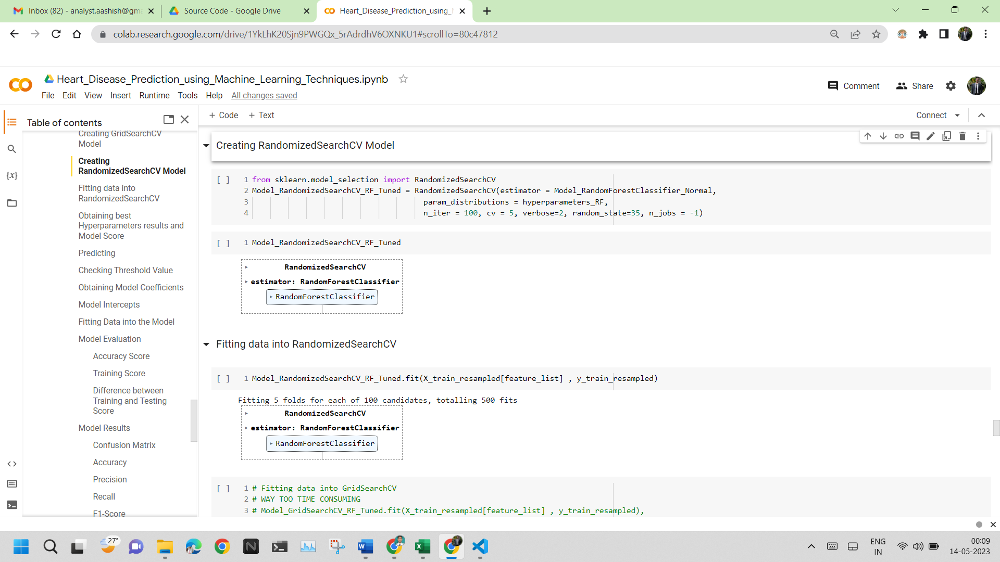 Inbox (82) - analyst.aashish@gm
Source Code - Google Drive
Heart_Disease_Prediction_using_
colab.research.google.com/drive/1YkLhK20Sjn9PWGQx_5rAdrdhV6OXNKU1#scrollTo=80c47812
Heart_Disease_Prediction_using_Machine_Learning_Techniques.ipynb
File Edit View Insert Runtime Tools Help All changes saved
Comment Share
Table of contents
+ Code + Text
Connect
Creating GridSearchCV
Model
Creating
RandomizedSearchCV Model
Fitting data into
RandomizedSearchCV
Obtaining best
Hyperparameters results and
Model Score
Predicting
Checking Threshold Value
Obtaining Model Coefficients
Model Intercepts
Fitting Data into the Model
Model Evaluation
Accuracy Score
Training Score
Difference between
Training and Testing
Score
Model Results
Confusion Matrix
Accuracy
Precision
Recall
F1-Score
Creating RandomizedSearchCV Model
[ ] 1 from sklearn.model_selection import RandomizedSearchCV
2 Model_RandomizedSearchCV_RF_Tuned = RandomizedSearchCV(estimator = Model_RandomForestClassifier_Normal,
3 param_distributions = hyperparameters_RF,
4 n_iter = 100, cv = 5, verbose=2, random_state=35, n_jobs = -1)
[ ] 1 Model_RandomizedSearchCV_RF_Tuned
RandomizedSearchCV
estimator: RandomForestClassifier
RandomForestClassifier
Fitting data into RandomizedSearchCV
[ ] 1 Model_RandomizedSearchCV_RF_Tuned.fit(X_train_resampled[feature_list] , y_train_resampled)
Fitting 5 folds for each of 100 candidates, totalling 500 fits
RandomizedSearchCV
estimator: RandomForestClassifier
RandomForestClassifier
[ ] 1 # Fitting data into GridSearchCV
2 # WAY TOO TIME CONSUMING
3 # Model_GridSearchCV_RF_Tuned.fit(X_train_resampled[feature_list] , y_train_resampled),
27°
ENG
IN
00:09
14-05-2023